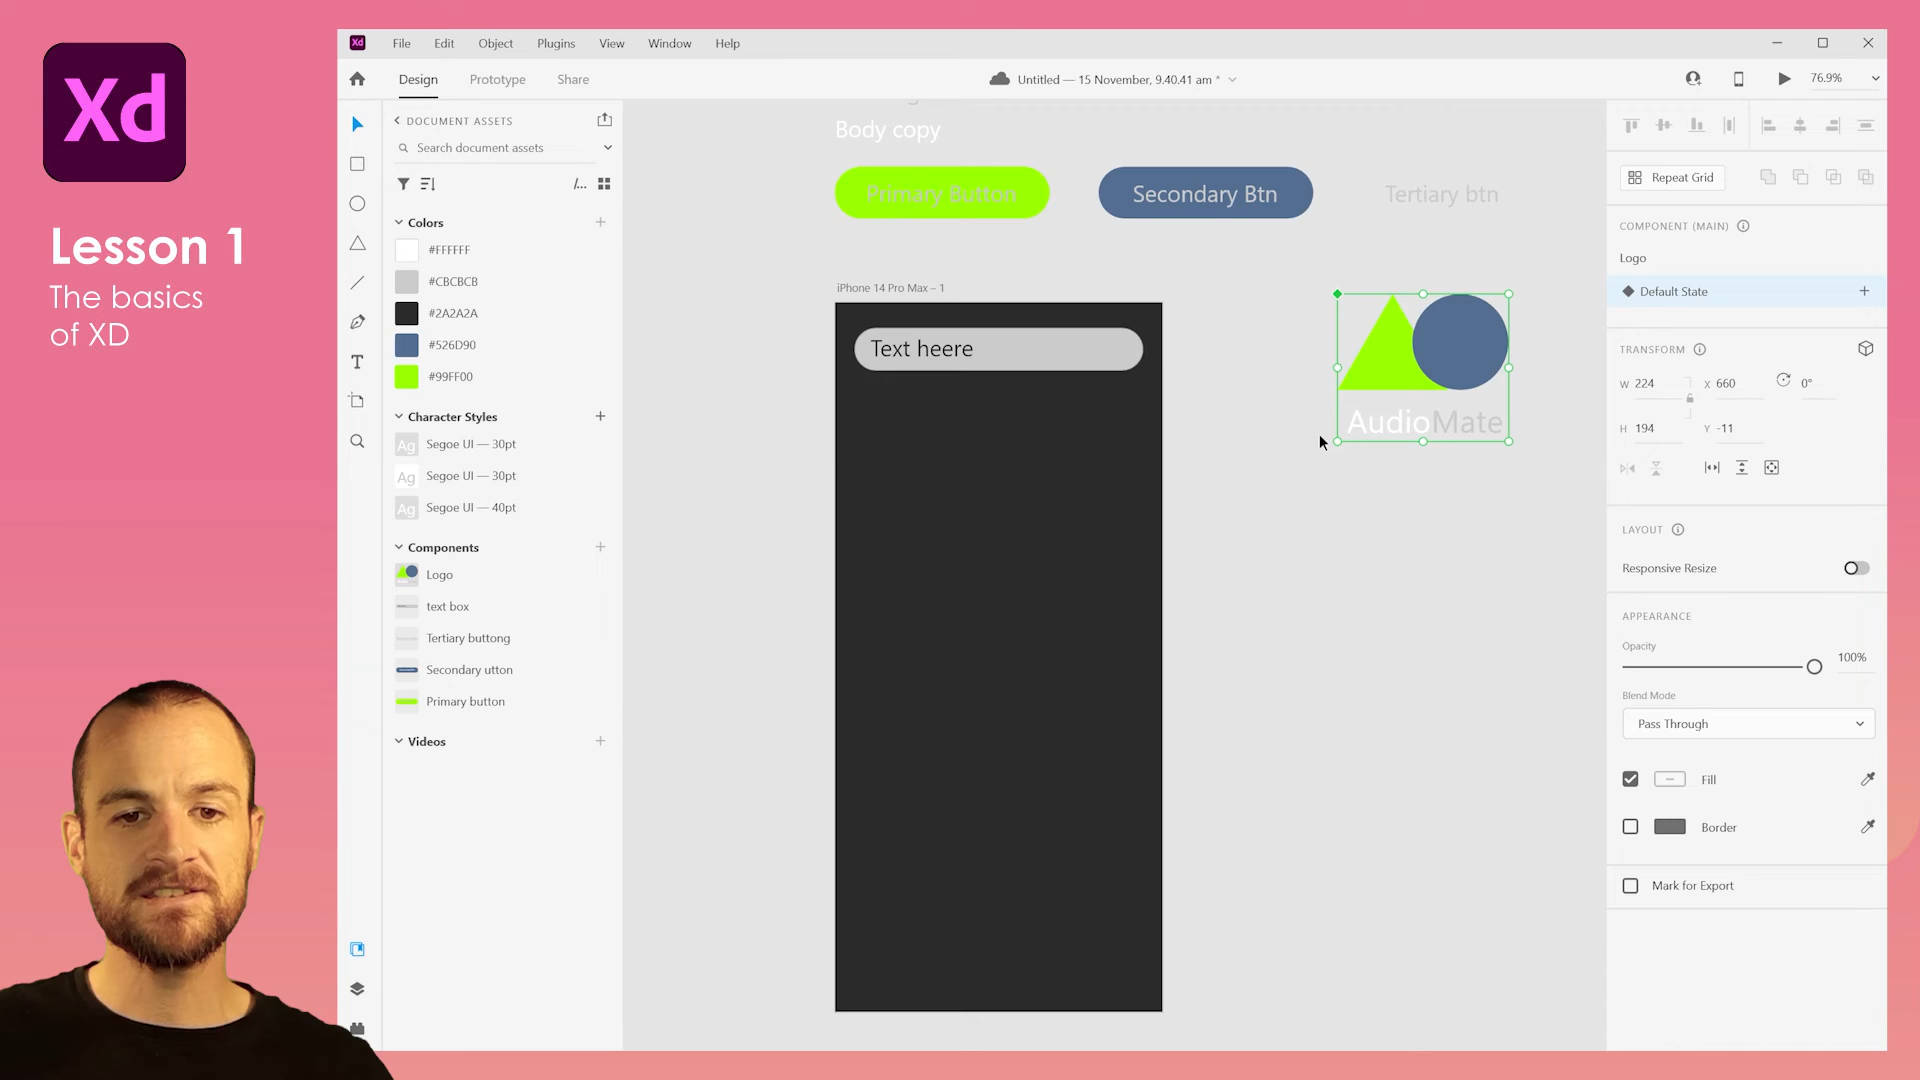 Xd
Lesson 1
The basics
of XD
Xd File Edit Object Plugins View Window Help
Design Prototype Share
Untitled — 15 November, 9.40.41 am *
76.9%
DOCUMENT ASSETS
Search document assets
/...
Colors
#FFFFFF
#CBCBCB
#2A2A2A
#526D90
#99FF00
Character Styles
Ag Segoe UI — 30pt
Ag Segoe UI — 30pt
Ag Segoe UI — 40pt
Components
Logo
text box
Tertiary buttong
Secondary utton
Primary button
Videos
Body copy
Primary Button
Secondary Btn
Tertiary btn
iPhone 14 Pro Max – 1
Text heere
AudioMate
Repeat Grid
COMPONENT (MAIN)
Logo
Default State
TRANSFORM
W 224 X 660 0°
H 194 Y -11
LAYOUT
Responsive Resize
APPEARANCE
Opacity
100%
Blend Mode
Pass Through
Fill
Border
Mark for Export